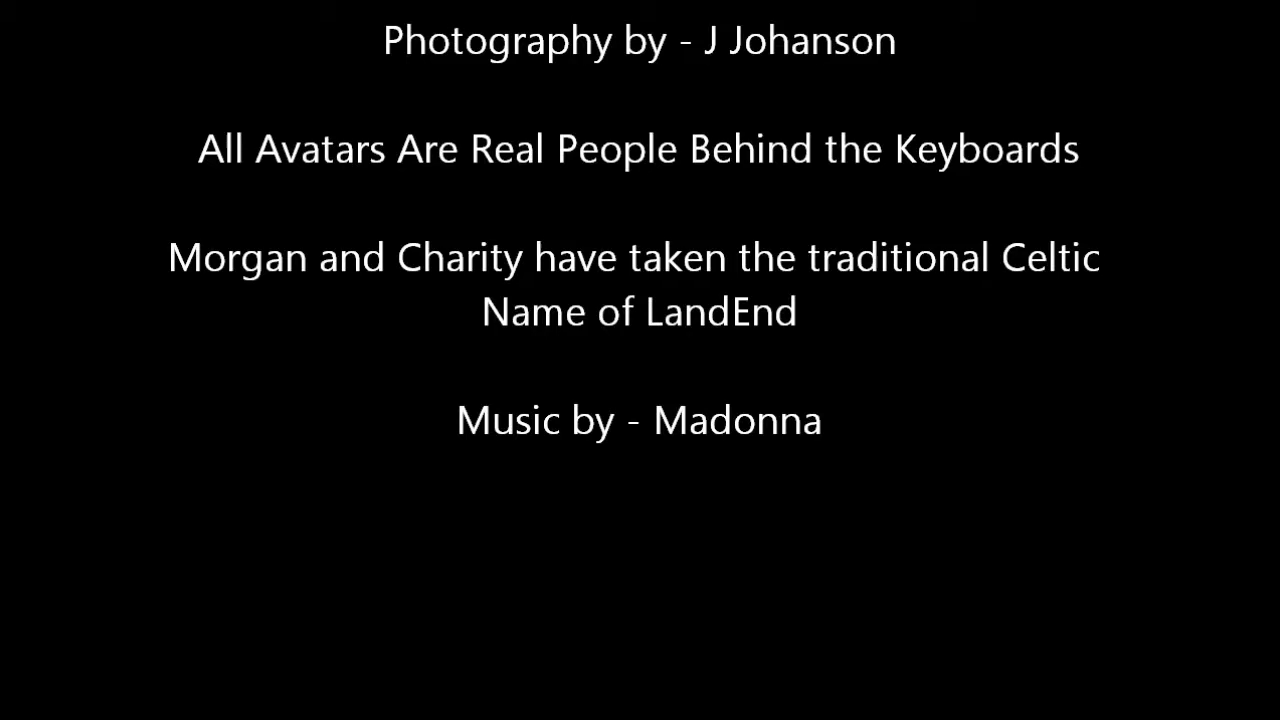 Photography by - J Johanson
All Avatars Are Real People Behind the Keyboards
Morgan and Charity have taken the traditional Celtic
Name of LandEnd
Music by - Madonna